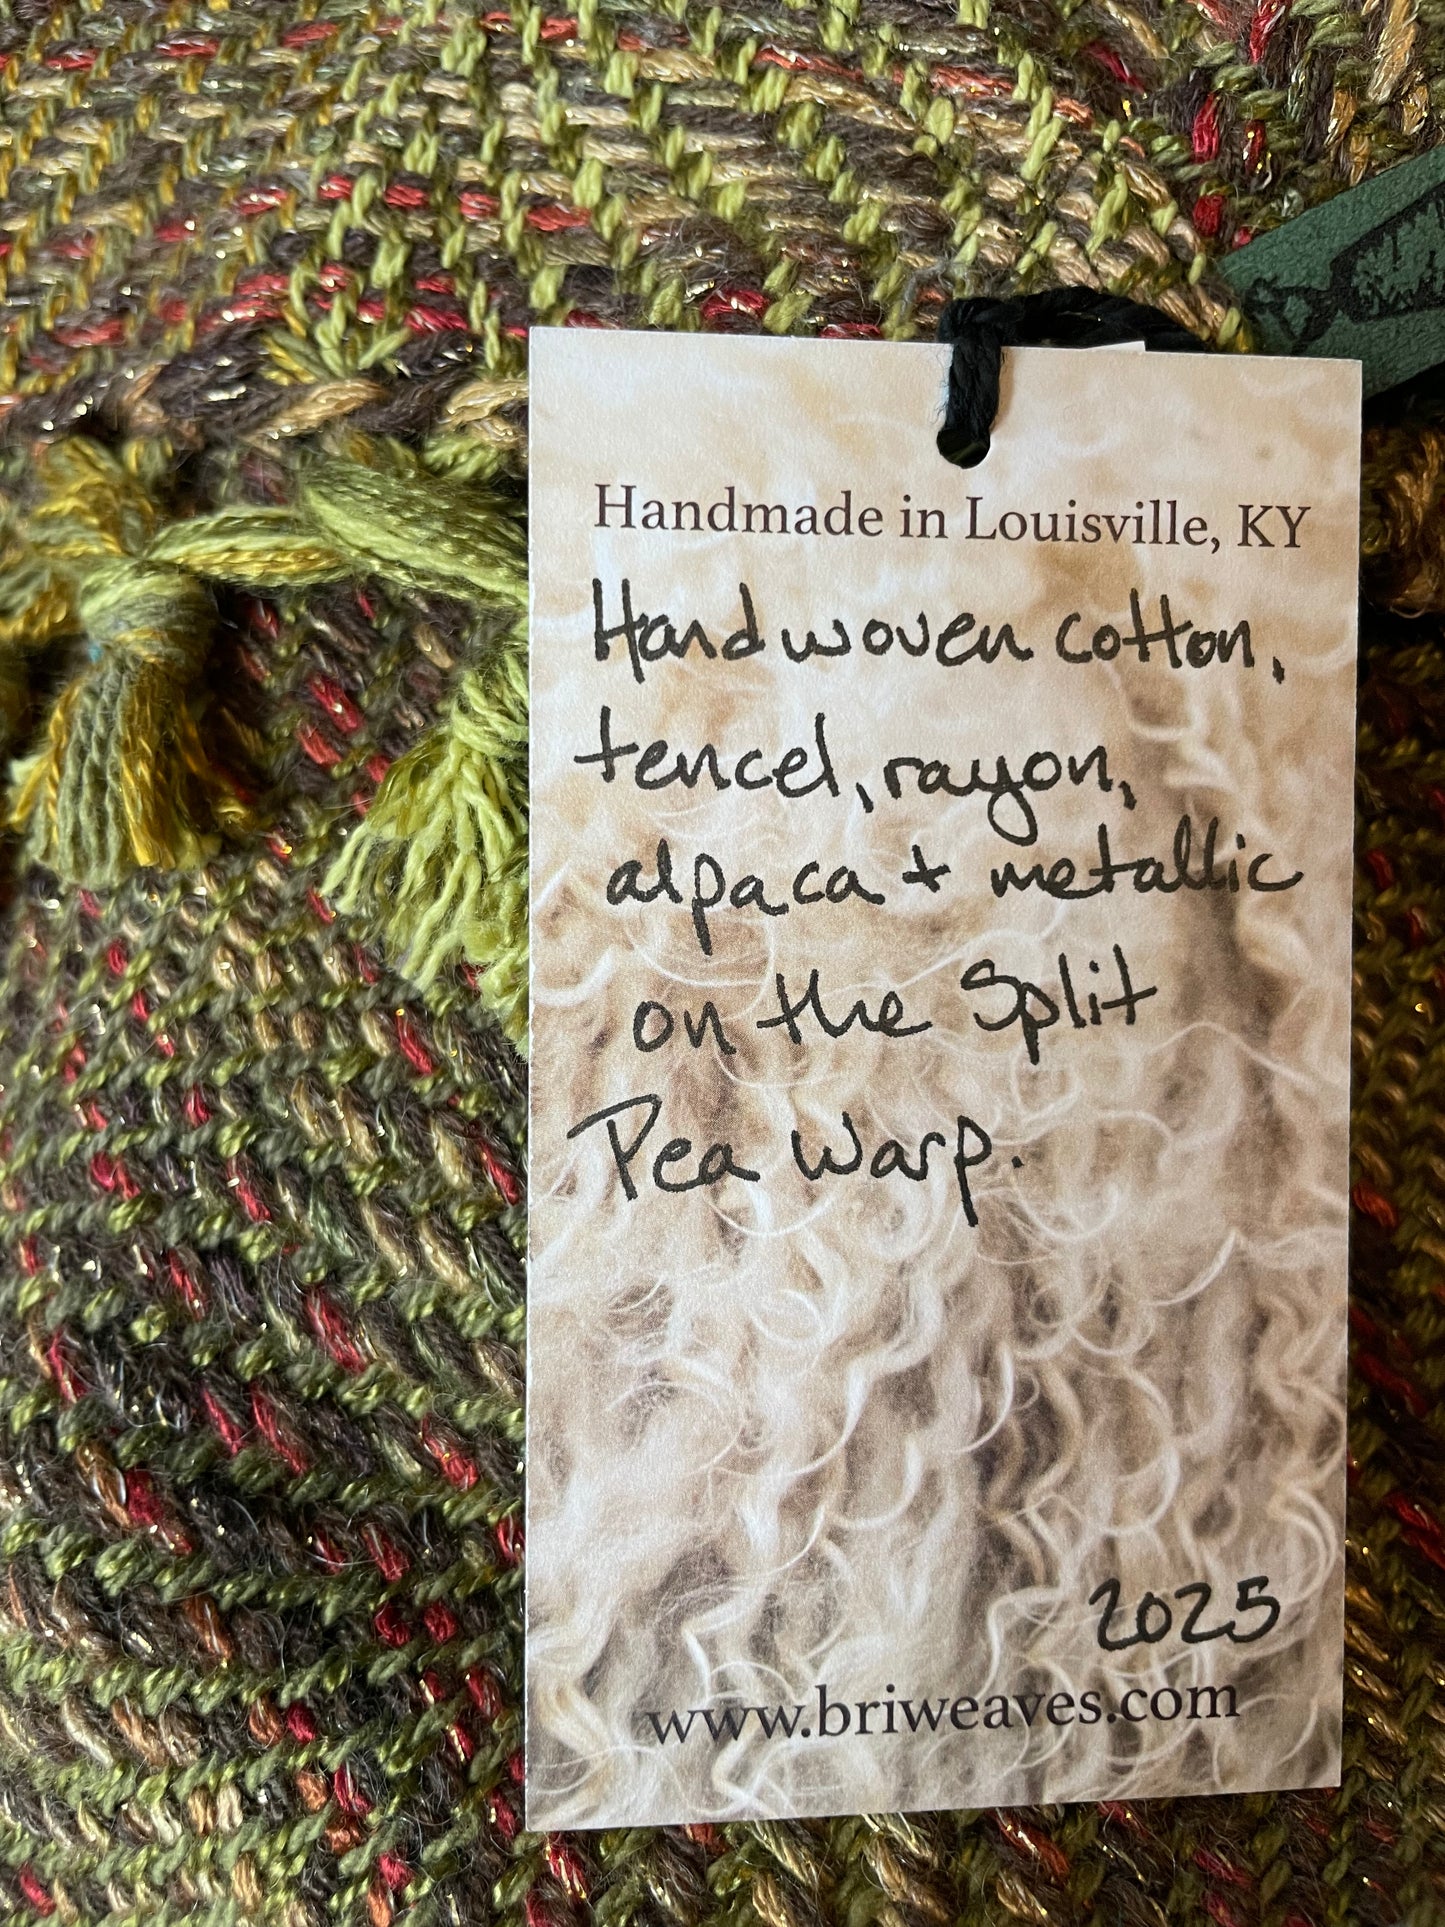 Handmade in Louisville, KY
Handwoven cotton,
tencel, rayon,
alpaca + metallic
on the Split
Pea warp.
2025
www.briweaves.com